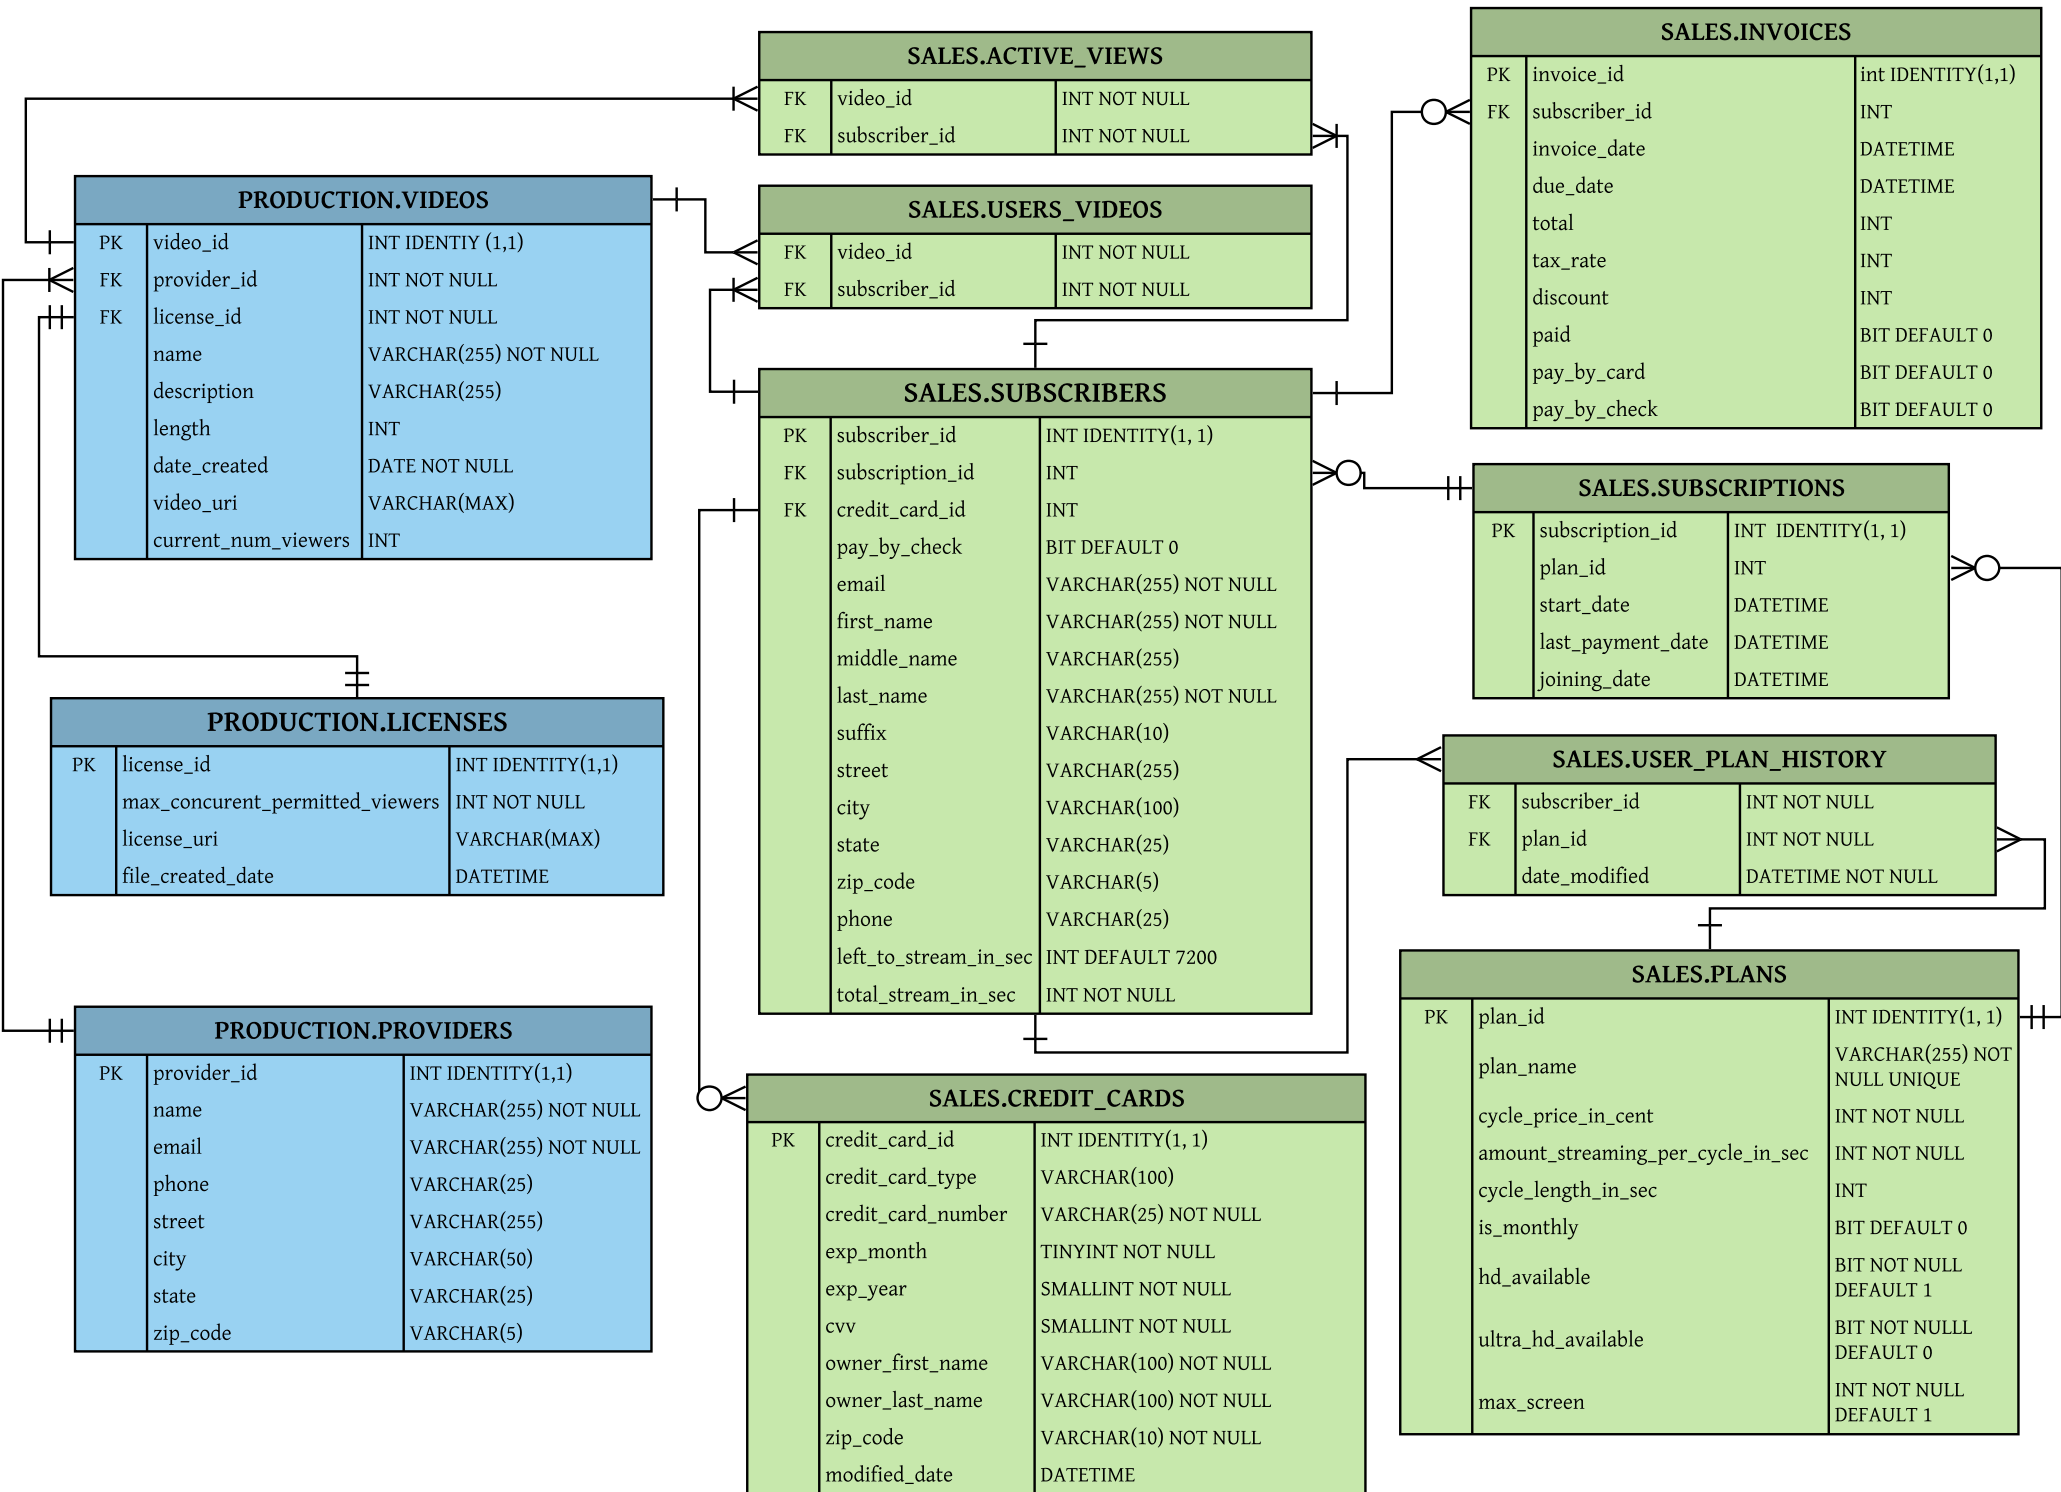 SALES.ACTIVE_VIEWS
FK video_id INT NOT NULL
FK subscriber_id INT NOT NULL
SALES.INVOICES
PK invoice_id int IDENTITY(1,1)
FK subscriber_id INT
invoice_date DATETIME
due_date DATETIME
total INT
tax_rate INT
discount INT
paid BIT DEFAULT 0
pay_by_card BIT DEFAULT 0
pay_by_check BIT DEFAULT 0
PRODUCTION.VIDEOS
PK video_id INT IDENTIY (1,1)
FK provider_id INT NOT NULL
FK license_id INT NOT NULL
name VARCHAR(255) NOT NULL
description VARCHAR(255)
length INT
date_created DATE NOT NULL
video_uri VARCHAR(MAX)
current_num_viewers INT
SALES.USERS_VIDEOS
FK video_id INT NOT NULL
FK subscriber_id INT NOT NULL
SALES.SUBSCRIBERS
PK subscriber_id INT IDENTITY(1, 1)
FK subscription_id INT
FK credit_card_id INT
pay_by_check BIT DEFAULT 0
email VARCHAR(255) NOT NULL
first_name VARCHAR(255) NOT NULL
middle_name VARCHAR(255)
last_name VARCHAR(255) NOT NULL
suffix VARCHAR(10)
street VARCHAR(255)
city VARCHAR(100)
state VARCHAR(25)
zip_code VARCHAR(5)
phone VARCHAR(25)
left_to_stream_in_sec INT DEFAULT 7200
total_stream_in_sec INT NOT NULL
SALES.SUBSCRIPTIONS
PK subscription_id INT IDENTITY(1, 1)
plan_id INT
start_date DATETIME
last_payment_date DATETIME
joining_date DATETIME
PRODUCTION.LICENSES
PK license_id INT IDENTITY(1,1)
max_concurent_permitted_viewers INT NOT NULL
license_uri VARCHAR(MAX)
file_created_date DATETIME
SALES.USER_PLAN_HISTORY
FK subscriber_id INT NOT NULL
FK plan_id INT NOT NULL
date_modified DATETIME NOT NULL
PRODUCTION.PROVIDERS
PK provider_id INT IDENTITY(1,1)
name VARCHAR(255) NOT NULL
email VARCHAR(255) NOT NULL
phone VARCHAR(25)
street VARCHAR(255)
city VARCHAR(50)
state VARCHAR(25)
zip_code VARCHAR(5)
SALES.CREDIT_CARDS
PK credit_card_id INT IDENTITY(1, 1)
credit_card_type VARCHAR(100)
credit_card_number VARCHAR(25) NOT NULL
exp_month TINYINT NOT NULL
exp_year SMALLINT NOT NULL
cvv SMALLINT NOT NULL
owner_first_name VARCHAR(100) NOT NULL
owner_last_name VARCHAR(100) NOT NULL
zip_code VARCHAR(10) NOT NULL
modified_date DATETIME
SALES.PLANS
PK plan_id INT IDENTITY(1, 1)
plan_name VARCHAR(255) NOT
NULL UNIQUE
cycle_price_in_cent INT NOT NULL
amount_streaming_per_cycle_in_sec INT NOT NULL
cycle_length_in_sec INT
is_monthly BIT DEFAULT 0
hd_available BIT NOT NULL
DEFAULT 1
ultra_hd_available BIT NOT NULLL
DEFAULT 0
max_screen INT NOT NULL
DEFAULT 1